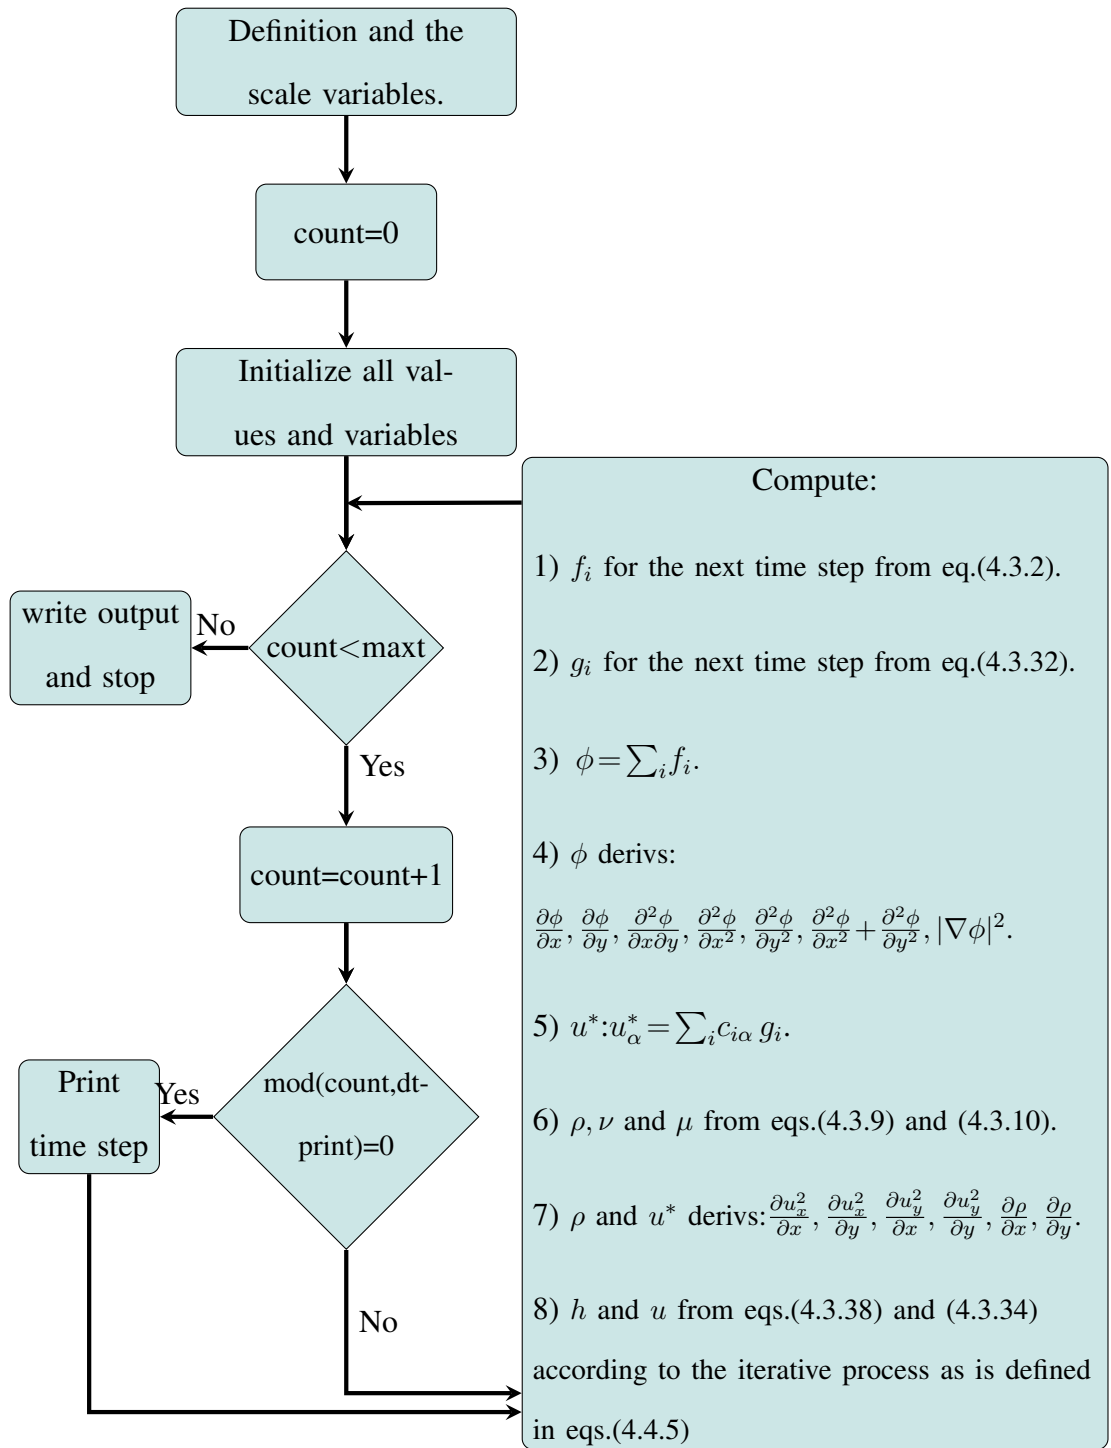 Definition and the
scale variables.
count=0
Initialize all val-
ues and variables
count<maxt
No
write output
and stop
Yes
count=count+1
mod(count,dt-
print)=0
Yes
Print
time step
No
Compute:
1) $f_i$ for the next time step from eq.(4.3.2).
2) $g_i$ for the next time step from eq.(4.3.32).
3) $\phi = \sum_i f_i$.
4) $\phi$ derivs:
$\frac{\partial \phi}{\partial x}, \frac{\partial \phi}{\partial y}, \frac{\partial^2 \phi}{\partial x \partial y}, \frac{\partial^2 \phi}{\partial x^2}, \frac{\partial^2 \phi}{\partial y^2}, \frac{\partial^2 \phi}{\partial x^2} + \frac{\partial^2 \phi}{\partial y^2}, |\nabla \phi|^2$.
5) $u^*$:$u^*_\alpha = \sum_i c_{i\alpha} g_i$.
6) $\rho, \nu$ and $\mu$ from eqs.(4.3.9) and (4.3.10).
7) $\rho$ and $u^*$ derivs:$\frac{\partial u_x^2}{\partial x}, \frac{\partial u_x^2}{\partial y}, \frac{\partial u_y^2}{\partial x}, \frac{\partial u_y^2}{\partial y}, \frac{\partial \rho}{\partial x}, \frac{\partial \rho}{\partial y}$.
8) $h$ and $u$ from eqs.(4.3.38) and (4.3.34)
according to the iterative process as is defined
in eqs.(4.4.5)